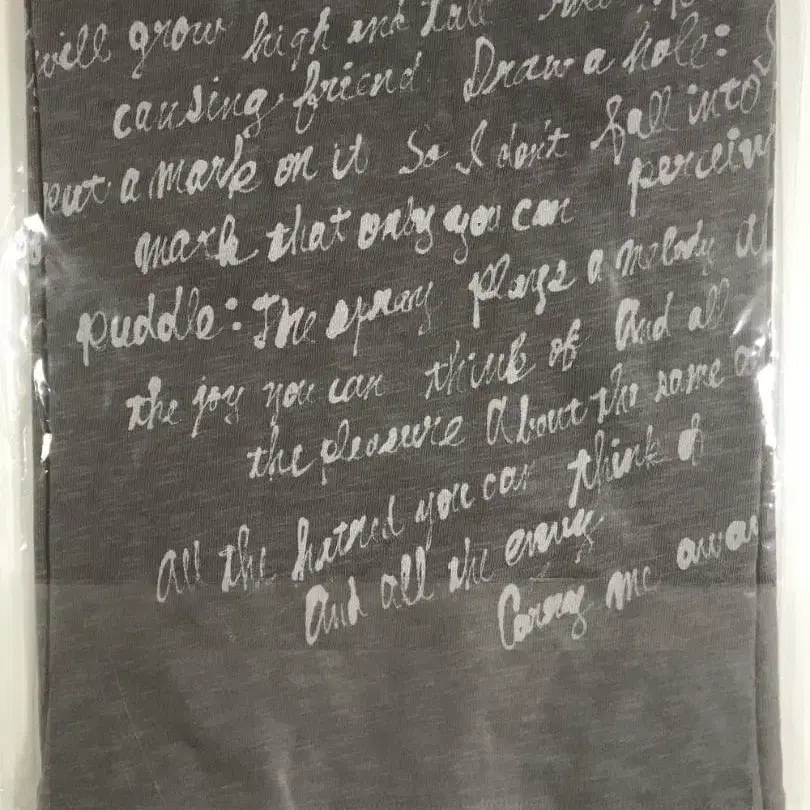 will grow high and tall
causing friend Draw a hole:
put a mark on it So I don't fall into
mark that only you can perceiv
puddle: The spray plays a melody
the joy you can think of And all
the pleasure About the same
All the hatred you can think of
And all the envy
Carry me away